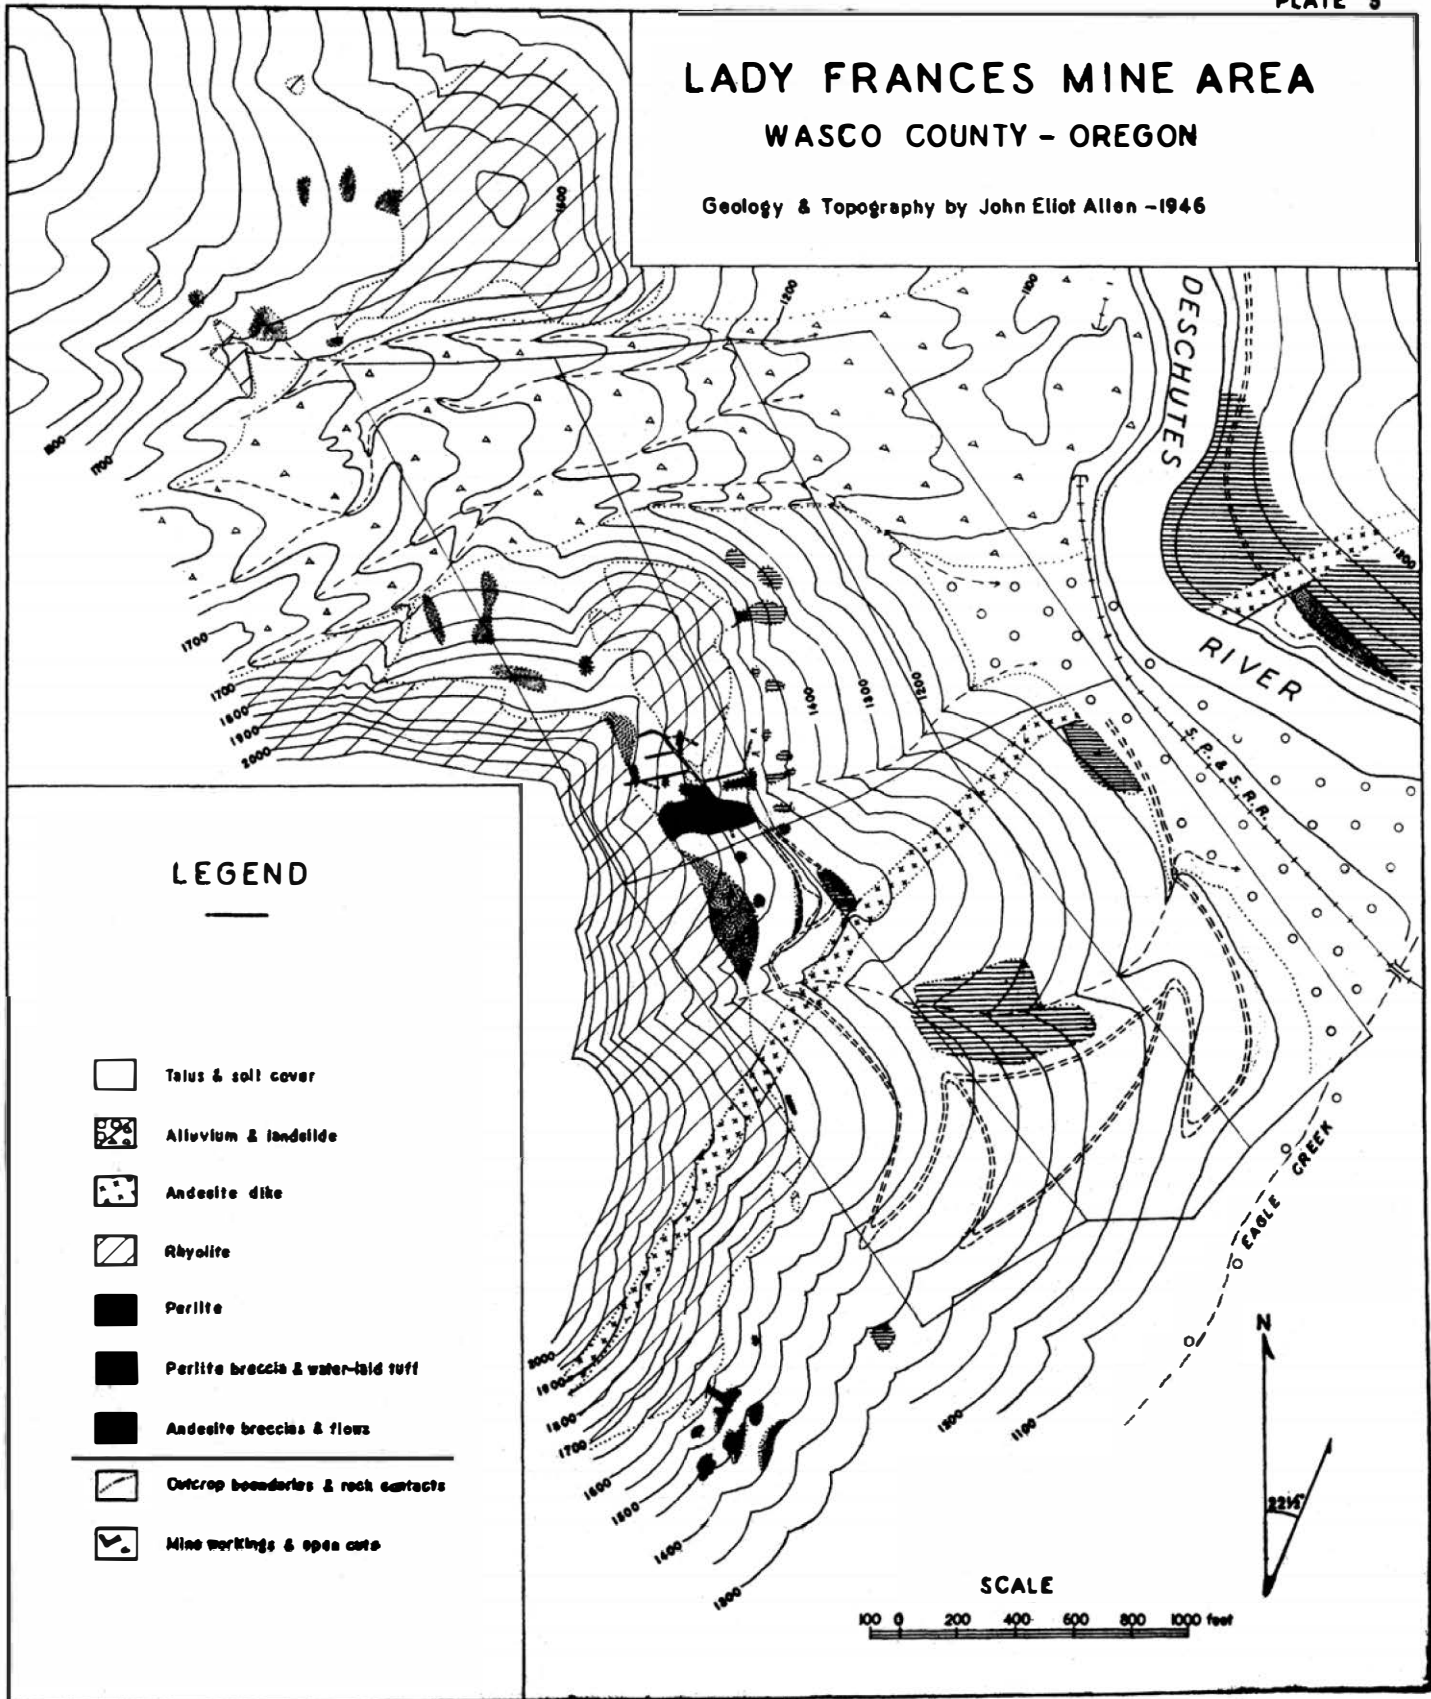 PLATE 5
LADY FRANCES MINE AREA
WASCO COUNTY - OREGON
Geology & Topography by John Eliot Allen -1946
1600
1200
1100
DESCHUTES
1800
1700
1200
1700
1700
1800
1900
2000
1400
1300
1200
RIVER
S.P. & S.R.R.
LEGEND
Talus & soil cover
Alluvium & landslide
Andesite dike
Rhyolite
Perlite
Perlite breccia & water-laid tuff
Andesite breccias & flows
Outcrop boundaries & rock contacts
Mine workings & open cuts
EAGLE CREEK
2000
1900
1800
1700
1600
1500
1400
1300
1200
1100
N
22½°
SCALE
100 0 200 400 600 800 1000 feet